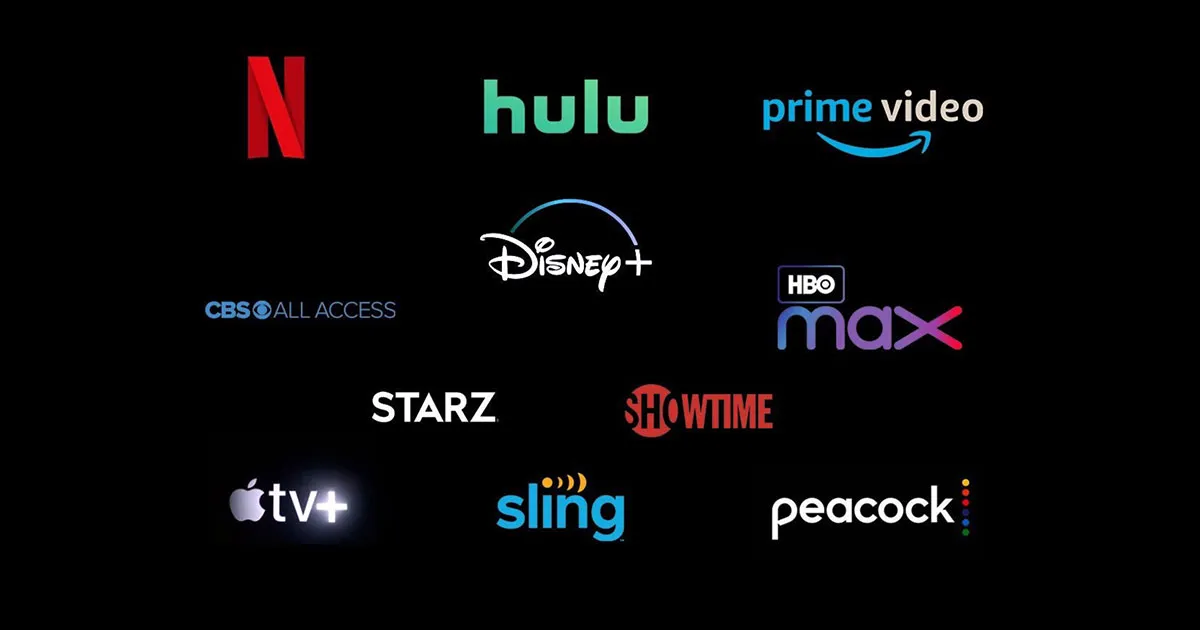 N
hulu
prime video
Disney+
CBS ALL ACCESS
HBO
max
STARZ
SHOWTIME
tv+
sling
peacock